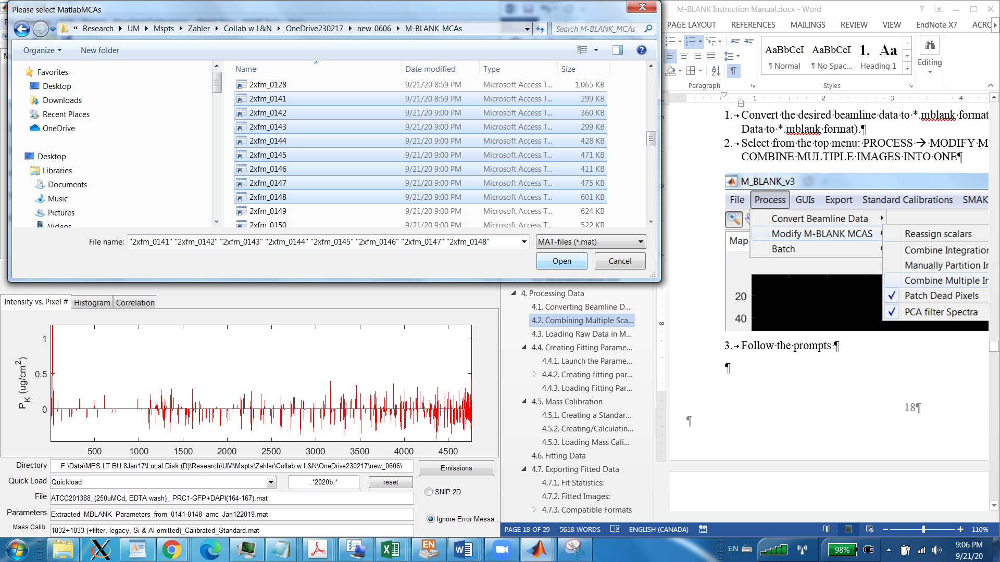 Please select MatlabMCAs
« Research UM Mspts Zahler Collab w L&N OneDrive230217 new_0606 M-BLANK_MCAs
Search M-BLANK_MCAs
Organize New folder
Favorites
Desktop
Downloads
Recent Places
OneDrive
Desktop
Libraries
Documents
Music
Pictures
Videos
Name Date modified Type Size
2xfm_0128 9/21/20 8:59 PM Microsoft Access T... 1,065 KB
2xfm_0141 9/21/20 8:59 PM Microsoft Access T... 299 KB
2xfm_0142 9/21/20 9:00 PM Microsoft Access T... 360 KB
2xfm_0143 9/21/20 9:00 PM Microsoft Access T... 299 KB
2xfm_0144 9/21/20 9:00 PM Microsoft Access T... 428 KB
2xfm_0145 9/21/20 9:00 PM Microsoft Access T... 471 KB
2xfm_0146 9/21/20 9:00 PM Microsoft Access T... 411 KB
2xfm_0147 9/21/20 9:00 PM Microsoft Access T... 475 KB
2xfm_0148 9/21/20 9:00 PM Microsoft Access T... 601 KB
2xfm_0149 9/21/20 9:00 PM Microsoft Access T... 624 KB
2xfm_0150 9/21/20 9:00 PM Microsoft Access T... 522 KB
File name: "2xfm_0141" "2xfm_0142" "2xfm_0143" "2xfm_0144" "2xfm_0145" "2xfm_0146" "2xfm_0147" "2xfm_0148" MAT-files (*.mat)
Open Cancel
M-BLANK Instruction Manual.docx - Word
PAGE LAYOUT REFERENCES MAILINGS REVIEW VIEW EndNote X7 ACRC
AaBbCcI AaBbCcI 1. Aa
¶ Normal ¶ No Spac... Heading 1
Editing
Paragraph Styles
1 2 3 4
1. Convert·the·desired·beamline·data·to·*.mblank·format
Data·to·*.mblank·format).¶
2. Select·from·the·top·menu:·PROCESS·→·MODIFY·M
COMBINE·MULTIPLE·IMAGES·INTO·ONE¶
M_BLANK_v3
File Process GUIs Export Standard Calibrations SMAK
Convert Beamline Data
Modify M-BLANK MCAS
Batch
Reassign scalars
Combine Integration
Manually Partition In
Combine Multiple In
Patch Dead Pixels
PCA filter Spectra
Map
20
40
3. Follow·the·prompts·¶
¶
18¶
¶
8
4. Processing Data
4.1. Converting Beamline D...
4.2. Combining Multiple Sca...
4.3. Loading Raw Data in M...
4.4. Creating Fitting Parame...
4.4.1. Launch the Parame...
4.4.2. Creating fitting par...
4.4.3. Loading Fitting Par...
4.5. Mass Calibration
4.5.1. Creating a Standar...
4.5.2. Creating/Calculatin...
4.5.3. Loading Mass Cali...
4.6. Fitting Data
4.7. Exporting Fitted Data
4.7.1. Fit Statistics:
4.7.2. Fitted Images:
4.7.3. Compatible Formats
Intensity vs. Pixel # Histogram Correlation
P_K (ug/cm²)
1
0.5
0
500 1000 1500 2000 2500 3000 3500 4000 4500
Directory F:\Data\MES LT BU 8Jan17\Local Disk (D)\Research\UM\Mspts\Zahler\Collab w L&N\OneDrive230217\new_0606\ Emissions
Quick Load Quickload .*2020b.* reset
File ATCC201388_(250uMCd, EDTA wash)_ PRC1-GFP+DAPI(164-167).mat SNIP 2D
Parameters Extracted_MBLANK_Parameters_from_0141-0148_amc_Jan122019.mat Ignore Error Messa...
Mass Calib. 1832+1833 (+filter, legacy, Si & Al omitted)_Calibrated_Standard.mat
PAGE 18 OF 29 5618 WORDS ENGLISH (CANADA) 110%
EN
EN 98% 9:06 PM
9/21/20